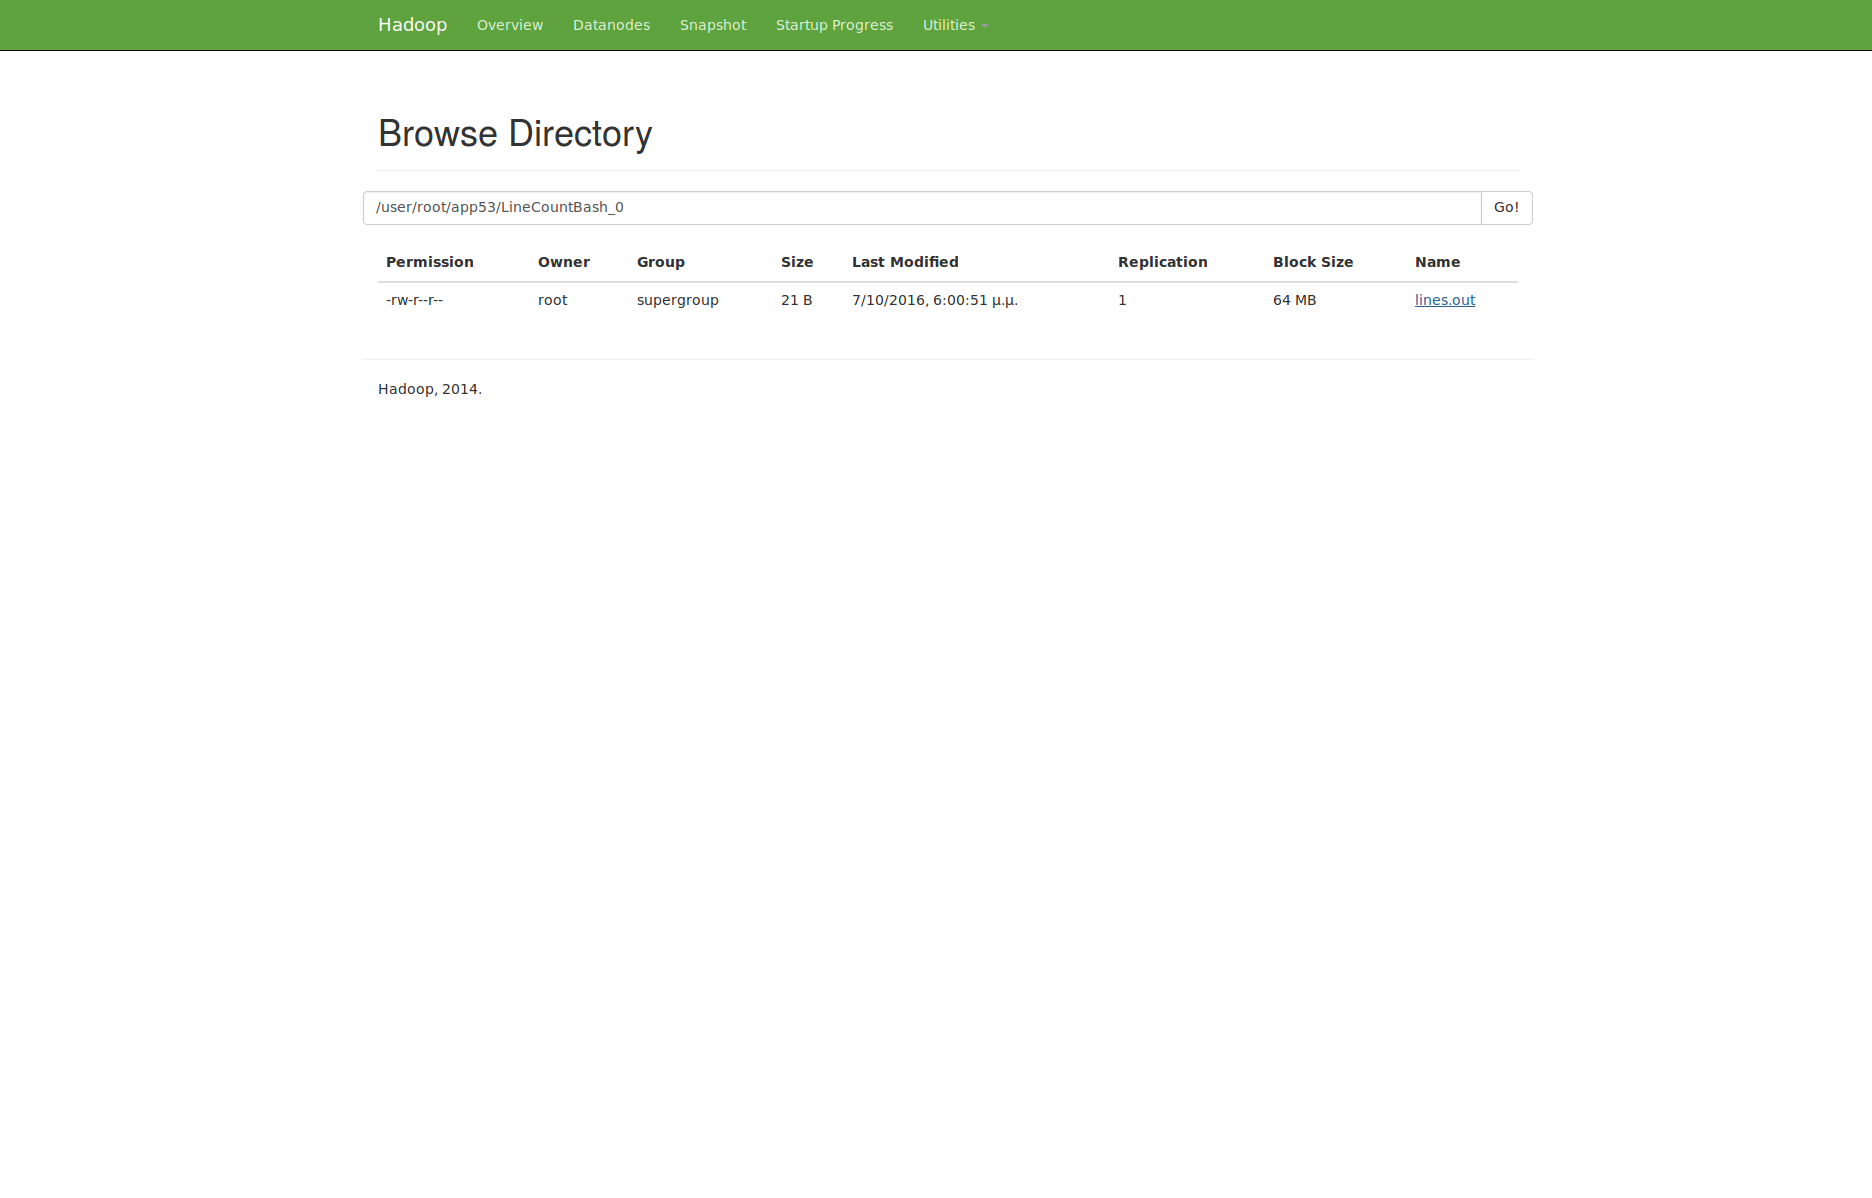 Hadoop Overview Datanodes Snapshot Startup Progress Utilities
Browse Directory
/user/root/app53/LineCountBash_0 Go!
Permission Owner Group Size Last Modified Replication Block Size Name
-rw-r--r-- root supergroup 21 B 7/10/2016, 6:00:51 μ.μ. 1 64 MB lines.out
Hadoop, 2014.